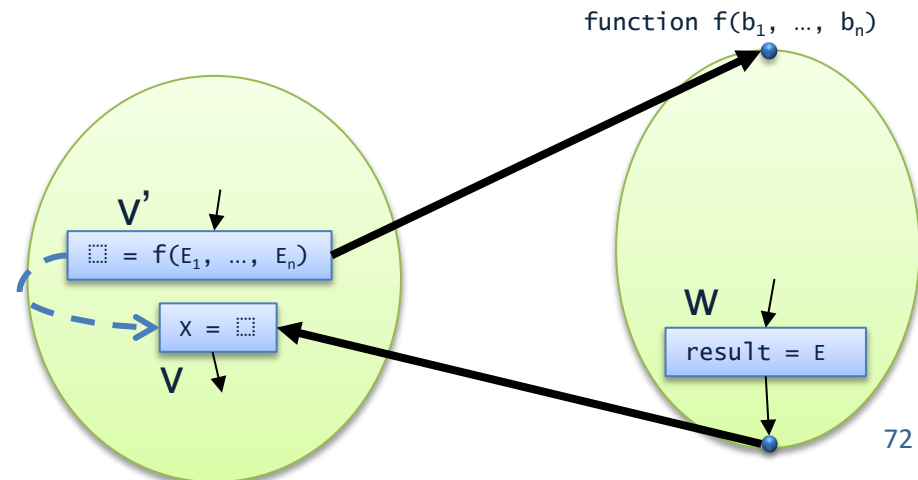 function f(b₁, …, bₙ)
V'
⬚ = f(E₁, …, Eₙ)
X = ⬚
V
W
result = E
72